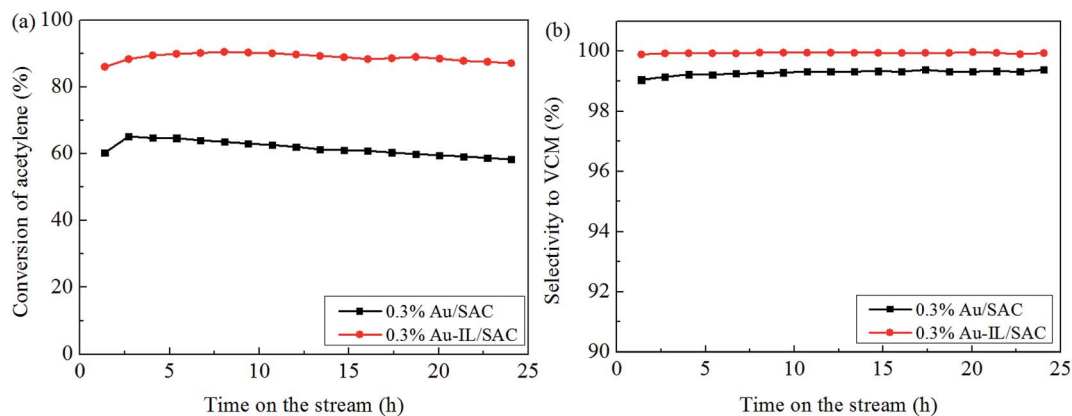 (a)
100
80
60
40
20
0
Conversion of acetylene (%)
0 5 10 15 20 25
Time on the stream (h)
0.3% Au/SAC
0.3% Au-IL/SAC
(b)
100
98
96
94
92
90
Selectivity to VCM (%)
0 5 10 15 20 25
Time on the stream (h)
0.3% Au/SAC
0.3% Au-IL/SAC